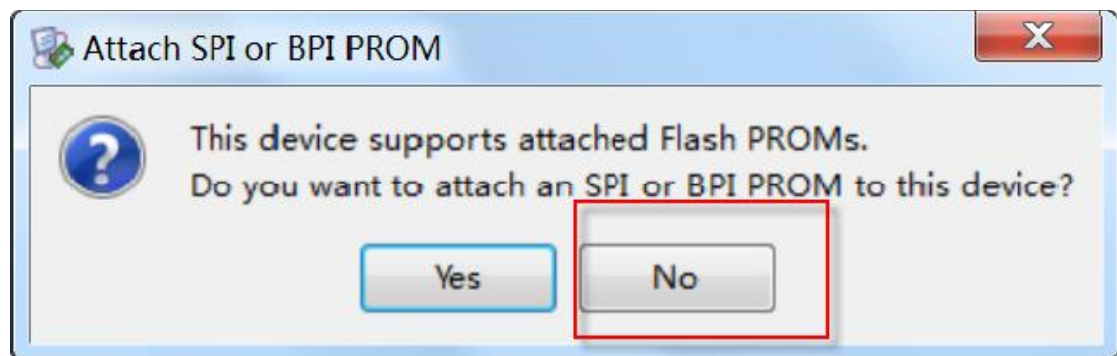 Attach SPI or BPI PROM
This device supports attached Flash PROMs.
Do you want to attach an SPI or BPI PROM to this device?
Yes
No